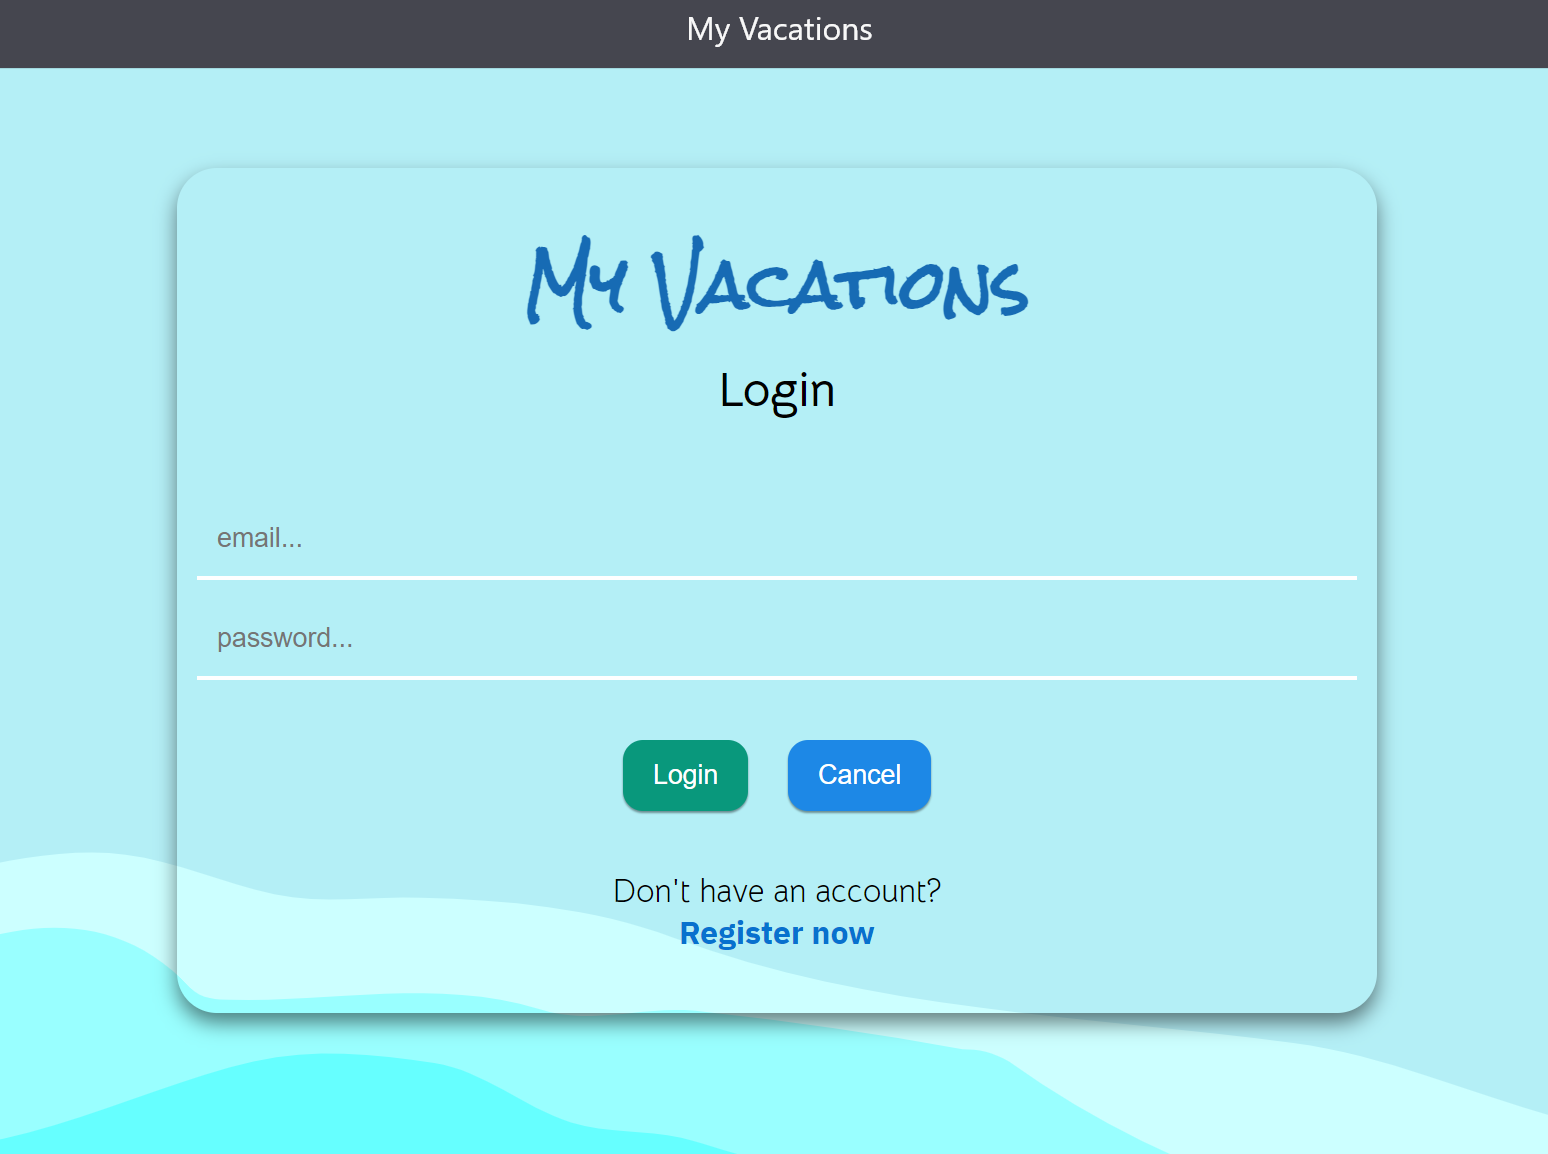 My Vacations
My Vacations
Login
email...
password...
Login Cancel
Don't have an account?
Register now